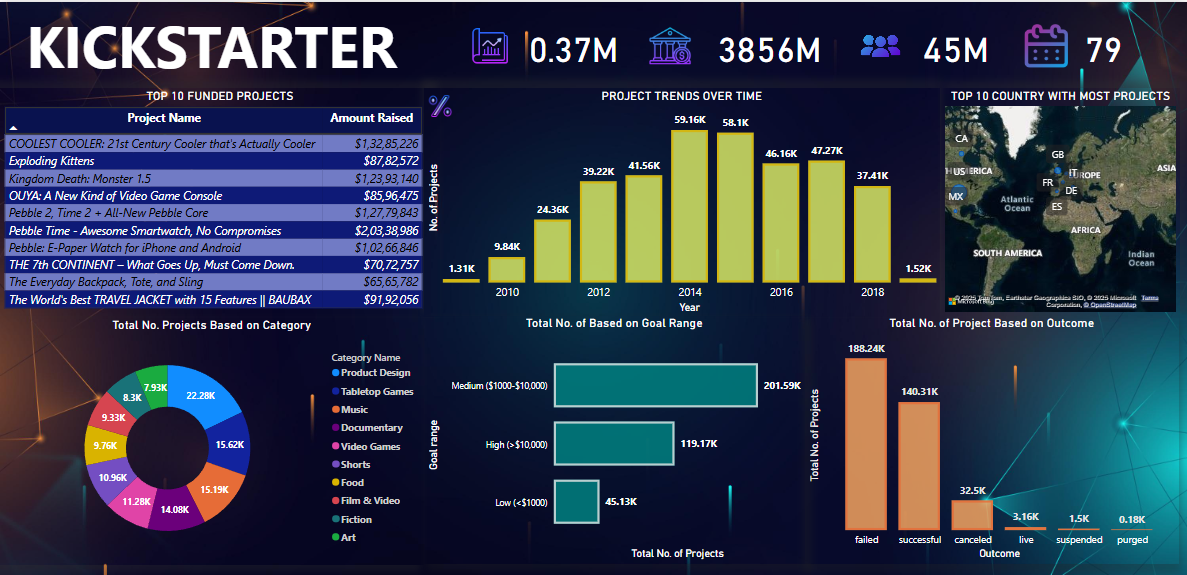 KICKSTARTER
0.37M
3856M
45M
79
TOP 10 FUNDED PROJECTS
Project Name Amount Raised
COOLEST COOLER: 21st Century Cooler that's Actually Cooler $1,32,85,226
Exploding Kittens $87,82,572
Kingdom Death: Monster 1.5 $1,23,93,140
OUYA: A New Kind of Video Game Console $85,96,475
Pebble 2, Time 2 + All-New Pebble Core $1,27,79,843
Pebble Time - Awesome Smartwatch, No Compromises $2,03,38,986
Pebble: E-Paper Watch for iPhone and Android $1,02,66,846
THE 7th CONTINENT – What Goes Up, Must Come Down. $70,72,757
The Everyday Backpack, Tote, and Sling $65,65,782
The World's Best TRAVEL JACKET with 15 Features || BAUBAX $91,92,056
%
PROJECT TRENDS OVER TIME
No. of Projects
1.31K
9.84K
24.36K
39.22K
41.56K
59.16K
58.1K
46.16K
47.27K
37.41K
1.52K
2010
2012
2014
2016
2018
Year
TOP 10 COUNTRY WITH MOST PROJECTS
CA
GB
US
IT
FR
DE
MX
ES
ASIA
Atlantic
Ocean
AFRICA
SOUTH AMERICA
Indian
Ocean
© 2025 TomTom, Earthstar Geographics SIO, © 2025 Microsoft Terms
Corporation, © OpenStreetMap
Total No. Projects Based on Category
22.28K
15.62K
15.19K
14.08K
11.28K
10.96K
9.76K
9.33K
8.3K
7.93K
Category Name
Product Design
Tabletop Games
Music
Documentary
Video Games
Shorts
Food
Film & Video
Fiction
Art
Total No. of Based on Goal Range
Goal range
Medium ($1000-$10,000) 201.59K
High (>$10,000) 119.17K
Low (<$1000) 45.13K
Total No. of Projects
Total No. of Project Based on Outcome
Total No. of Projects
188.24K
140.31K
32.5K
3.16K
1.5K
0.18K
failed
successful
canceled
live
suspended
purged
Outcome